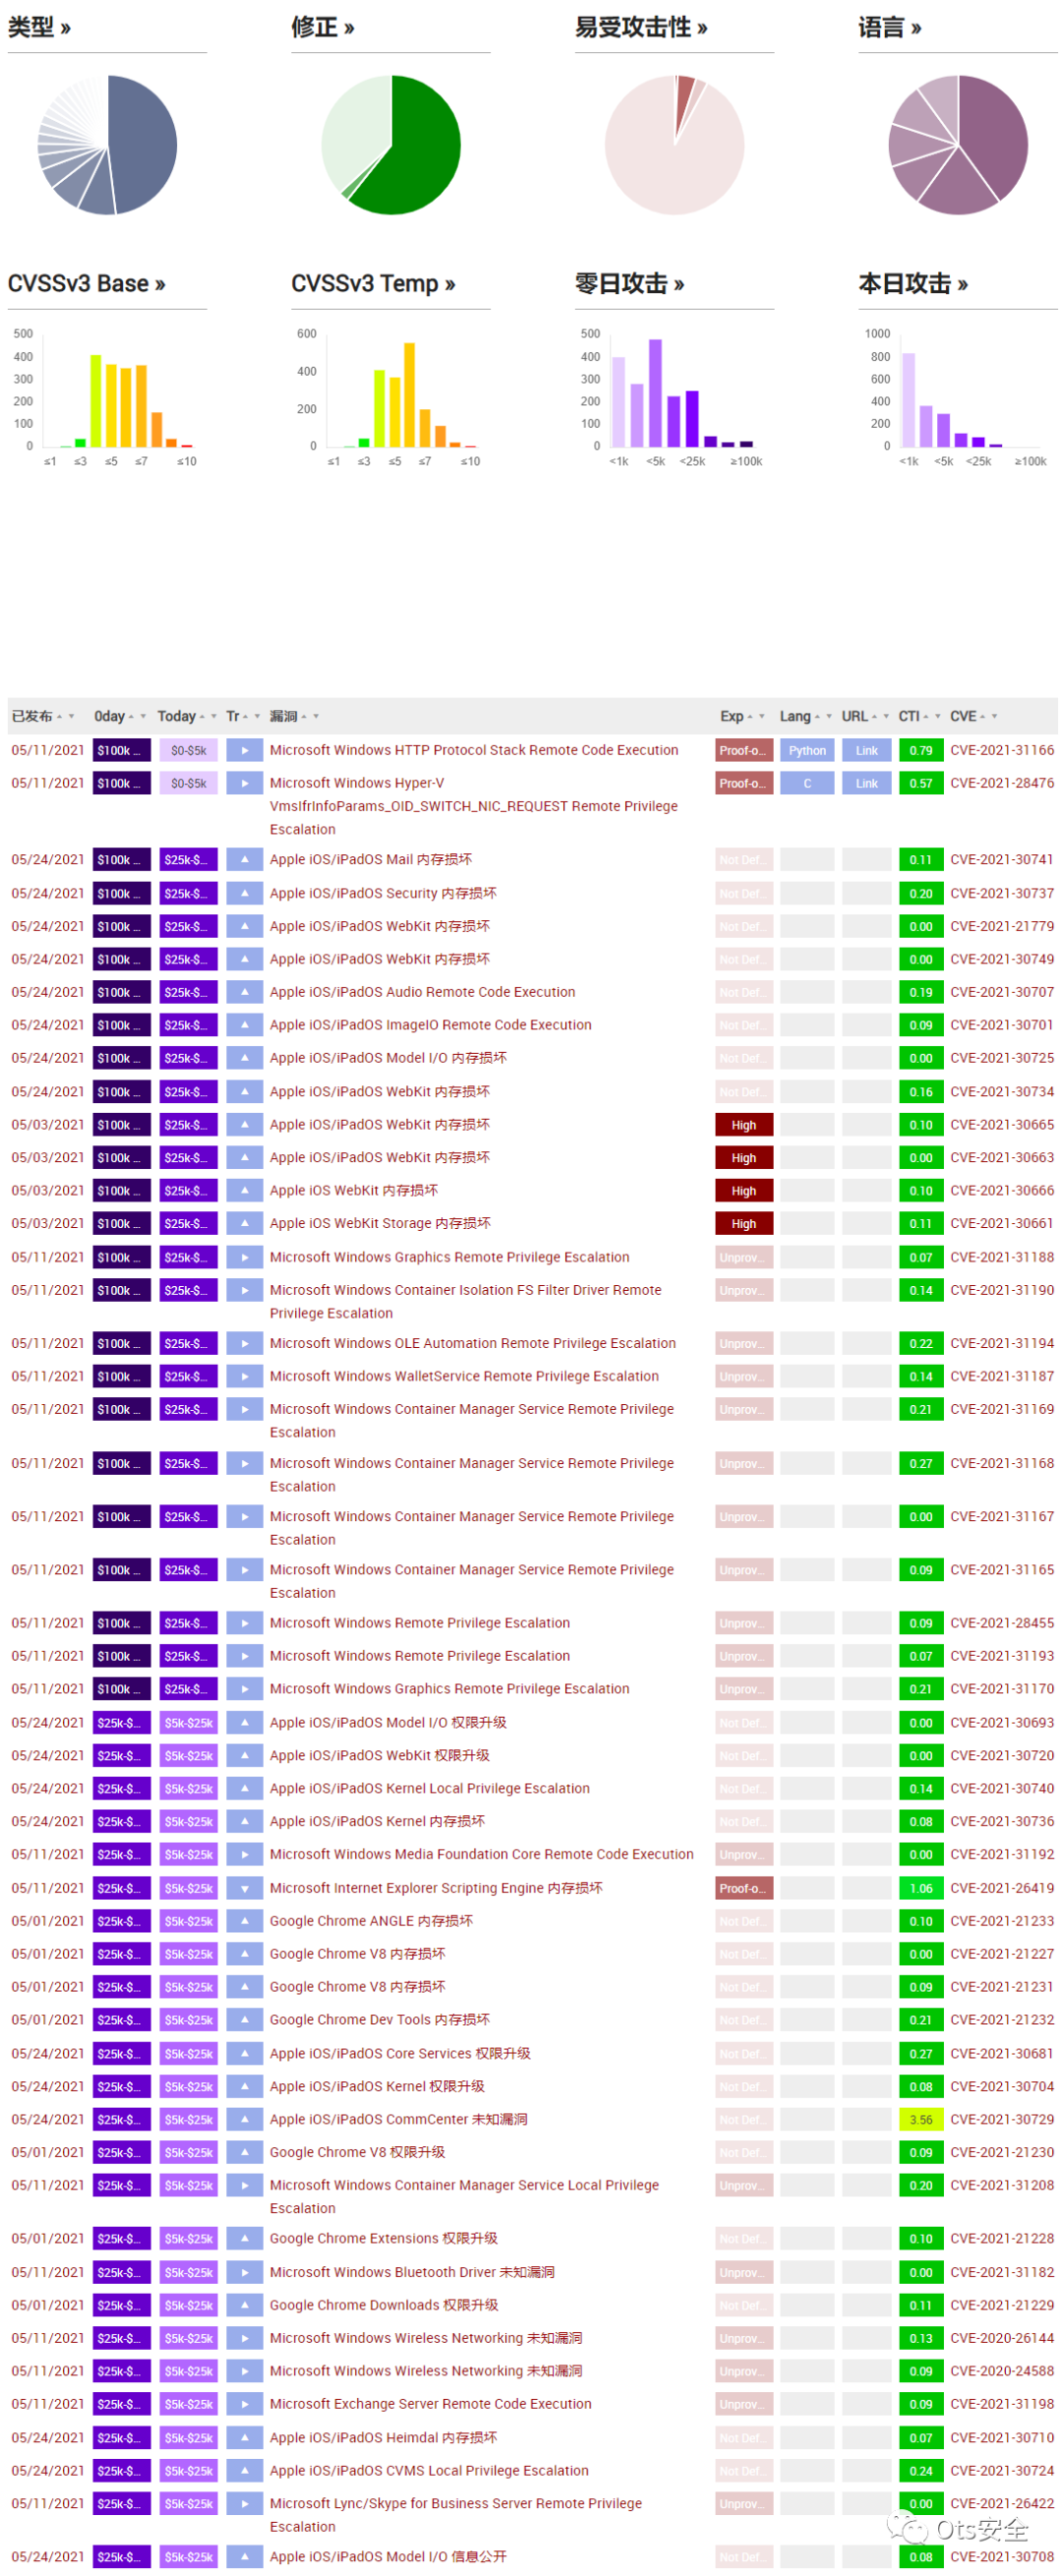 类型 »
修正 »
易受攻击性 »
语言 »
CVSSv3 Base »
CVSSv3 Temp »
零日攻击 »
本日攻击 »
500
400
300
200
100
0
≤1 ≤3 ≤5 ≤7 ≤10
600
400
200
0
≤1 ≤3 ≤5 ≤7 ≤10
500
400
300
200
100
0
<1k <5k <25k ≥100k
1000
800
600
400
200
0
<1k <5k <25k ≥100k
已发布 0day Today Tr 漏洞 Exp Lang URL CTI CVE
05/11/2021 $100k ... $0-$5k Microsoft Windows HTTP Protocol Stack Remote Code Execution Proof-o... Python Link 0.79 CVE-2021-31166
05/11/2021 $100k ... $0-$5k Microsoft Windows Hyper-V Proof-o... C Link 0.57 CVE-2021-28476
VmsIfrInfoParams_OID_SWITCH_NIC_REQUEST Remote Privilege
Escalation
05/24/2021 $100k ... $25k-$... Apple iOS/iPadOS Mail 内存损坏 Not Def... 0.11 CVE-2021-30741
05/24/2021 $100k ... $25k-$... Apple iOS/iPadOS Security 内存损坏 Not Def... 0.20 CVE-2021-30737
05/24/2021 $100k ... $25k-$... Apple iOS/iPadOS WebKit 内存损坏 Not Def... 0.00 CVE-2021-21779
05/24/2021 $100k ... $25k-$... Apple iOS/iPadOS WebKit 内存损坏 Not Def... 0.00 CVE-2021-30749
05/24/2021 $100k ... $25k-$... Apple iOS/iPadOS Audio Remote Code Execution Not Def... 0.19 CVE-2021-30707
05/24/2021 $100k ... $25k-$... Apple iOS/iPadOS ImageIO Remote Code Execution Not Def... 0.09 CVE-2021-30701
05/24/2021 $100k ... $25k-$... Apple iOS/iPadOS Model I/O 内存损坏 Not Def... 0.00 CVE-2021-30725
05/24/2021 $100k ... $25k-$... Apple iOS/iPadOS WebKit 内存损坏 Not Def... 0.16 CVE-2021-30734
05/03/2021 $100k ... $25k-$... Apple iOS/iPadOS WebKit 内存损坏 High 0.10 CVE-2021-30665
05/03/2021 $100k ... $25k-$... Apple iOS/iPadOS WebKit 内存损坏 High 0.00 CVE-2021-30663
05/03/2021 $100k ... $25k-$... Apple iOS WebKit 内存损坏 High 0.10 CVE-2021-30666
05/03/2021 $100k ... $25k-$... Apple iOS WebKit Storage 内存损坏 High 0.11 CVE-2021-30661
05/11/2021 $100k ... $25k-$... Microsoft Windows Graphics Remote Privilege Escalation Unprov... 0.07 CVE-2021-31188
05/11/2021 $100k ... $25k-$... Microsoft Windows Container Isolation FS Filter Driver Remote Unprov... 0.14 CVE-2021-31190
Privilege Escalation
05/11/2021 $100k ... $25k-$... Microsoft Windows OLE Automation Remote Privilege Escalation Unprov... 0.22 CVE-2021-31194
05/11/2021 $100k ... $25k-$... Microsoft Windows WalletService Remote Privilege Escalation Unprov... 0.14 CVE-2021-31187
05/11/2021 $100k ... $25k-$... Microsoft Windows Container Manager Service Remote Privilege Unprov... 0.21 CVE-2021-31169
Escalation
05/11/2021 $100k ... $25k-$... Microsoft Windows Container Manager Service Remote Privilege Unprov... 0.27 CVE-2021-31168
Escalation
05/11/2021 $100k ... $25k-$... Microsoft Windows Container Manager Service Remote Privilege Unprov... 0.00 CVE-2021-31167
Escalation
05/11/2021 $100k ... $25k-$... Microsoft Windows Container Manager Service Remote Privilege Unprov... 0.09 CVE-2021-31165
Escalation
05/11/2021 $100k ... $25k-$... Microsoft Windows Remote Privilege Escalation Unprov... 0.09 CVE-2021-28455
05/11/2021 $100k ... $25k-$... Microsoft Windows Remote Privilege Escalation Unprov... 0.07 CVE-2021-31193
05/11/2021 $100k ... $25k-$... Microsoft Windows Graphics Remote Privilege Escalation Unprov... 0.21 CVE-2021-31170
05/24/2021 $25k-$... $5k-$25k Apple iOS/iPadOS Model I/O 权限升级 Not Def... 0.00 CVE-2021-30693
05/24/2021 $25k-$... $5k-$25k Apple iOS/iPadOS WebKit 权限升级 Not Def... 0.00 CVE-2021-30720
05/24/2021 $25k-$... $5k-$25k Apple iOS/iPadOS Kernel Local Privilege Escalation Not Def... 0.14 CVE-2021-30740
05/24/2021 $25k-$... $5k-$25k Apple iOS/iPadOS Kernel 内存损坏 Not Def... 0.08 CVE-2021-30736
05/11/2021 $25k-$... $5k-$25k Microsoft Windows Media Foundation Core Remote Code Execution Unprov... 0.00 CVE-2021-31192
05/11/2021 $25k-$... $5k-$25k Microsoft Internet Explorer Scripting Engine 内存损坏 Proof-o... 1.06 CVE-2021-26419
05/01/2021 $25k-$... $5k-$25k Google Chrome ANGLE 内存损坏 Not Def... 0.10 CVE-2021-21233
05/01/2021 $25k-$... $5k-$25k Google Chrome V8 内存损坏 Not Def... 0.00 CVE-2021-21227
05/01/2021 $25k-$... $5k-$25k Google Chrome V8 内存损坏 Not Def... 0.09 CVE-2021-21231
05/01/2021 $25k-$... $5k-$25k Google Chrome Dev Tools 内存损坏 Not Def... 0.21 CVE-2021-21232
05/24/2021 $25k-$... $5k-$25k Apple iOS/iPadOS Core Services 权限升级 Not Def... 0.27 CVE-2021-30681
05/24/2021 $25k-$... $5k-$25k Apple iOS/iPadOS Kernel 权限升级 Not Def... 0.08 CVE-2021-30704
05/24/2021 $25k-$... $5k-$25k Apple iOS/iPadOS CommCenter 未知漏洞 Not Def... 3.56 CVE-2021-30729
05/01/2021 $25k-$... $5k-$25k Google Chrome V8 权限升级 Not Def... 0.09 CVE-2021-21230
05/11/2021 $25k-$... $5k-$25k Microsoft Windows Container Manager Service Local Privilege Unprov... 0.20 CVE-2021-31208
Escalation
05/01/2021 $25k-$... $5k-$25k Google Chrome Extensions 权限升级 Not Def... 0.10 CVE-2021-21228
05/11/2021 $25k-$... $5k-$25k Microsoft Windows Bluetooth Driver 未知漏洞 Unprov... 0.00 CVE-2021-31182
05/01/2021 $25k-$... $5k-$25k Google Chrome Downloads 权限升级 Not Def... 0.11 CVE-2021-21229
05/11/2021 $25k-$... $5k-$25k Microsoft Windows Wireless Networking 未知漏洞 Unprov... 0.13 CVE-2020-26144
05/11/2021 $25k-$... $5k-$25k Microsoft Windows Wireless Networking 未知漏洞 Unprov... 0.09 CVE-2020-24588
05/11/2021 $25k-$... $5k-$25k Microsoft Exchange Server Remote Code Execution Unprov... 0.09 CVE-2021-31198
05/24/2021 $25k-$... $5k-$25k Apple iOS/iPadOS Heimdal 内存损坏 Not Def... 0.07 CVE-2021-30710
05/24/2021 $25k-$... $5k-$25k Apple iOS/iPadOS CVMS Local Privilege Escalation Not Def... 0.24 CVE-2021-30724
05/11/2021 $25k-$... $5k-$25k Microsoft Lync/Skype for Business Server Remote Privilege Unprov... 0.00 CVE-2021-26422
Escalation
Ots安全
05/24/2021 $25k-$... $5k-$25k Apple iOS/iPadOS Model I/O 信息公开 Not Def... 0.08 CVE-2021-30708